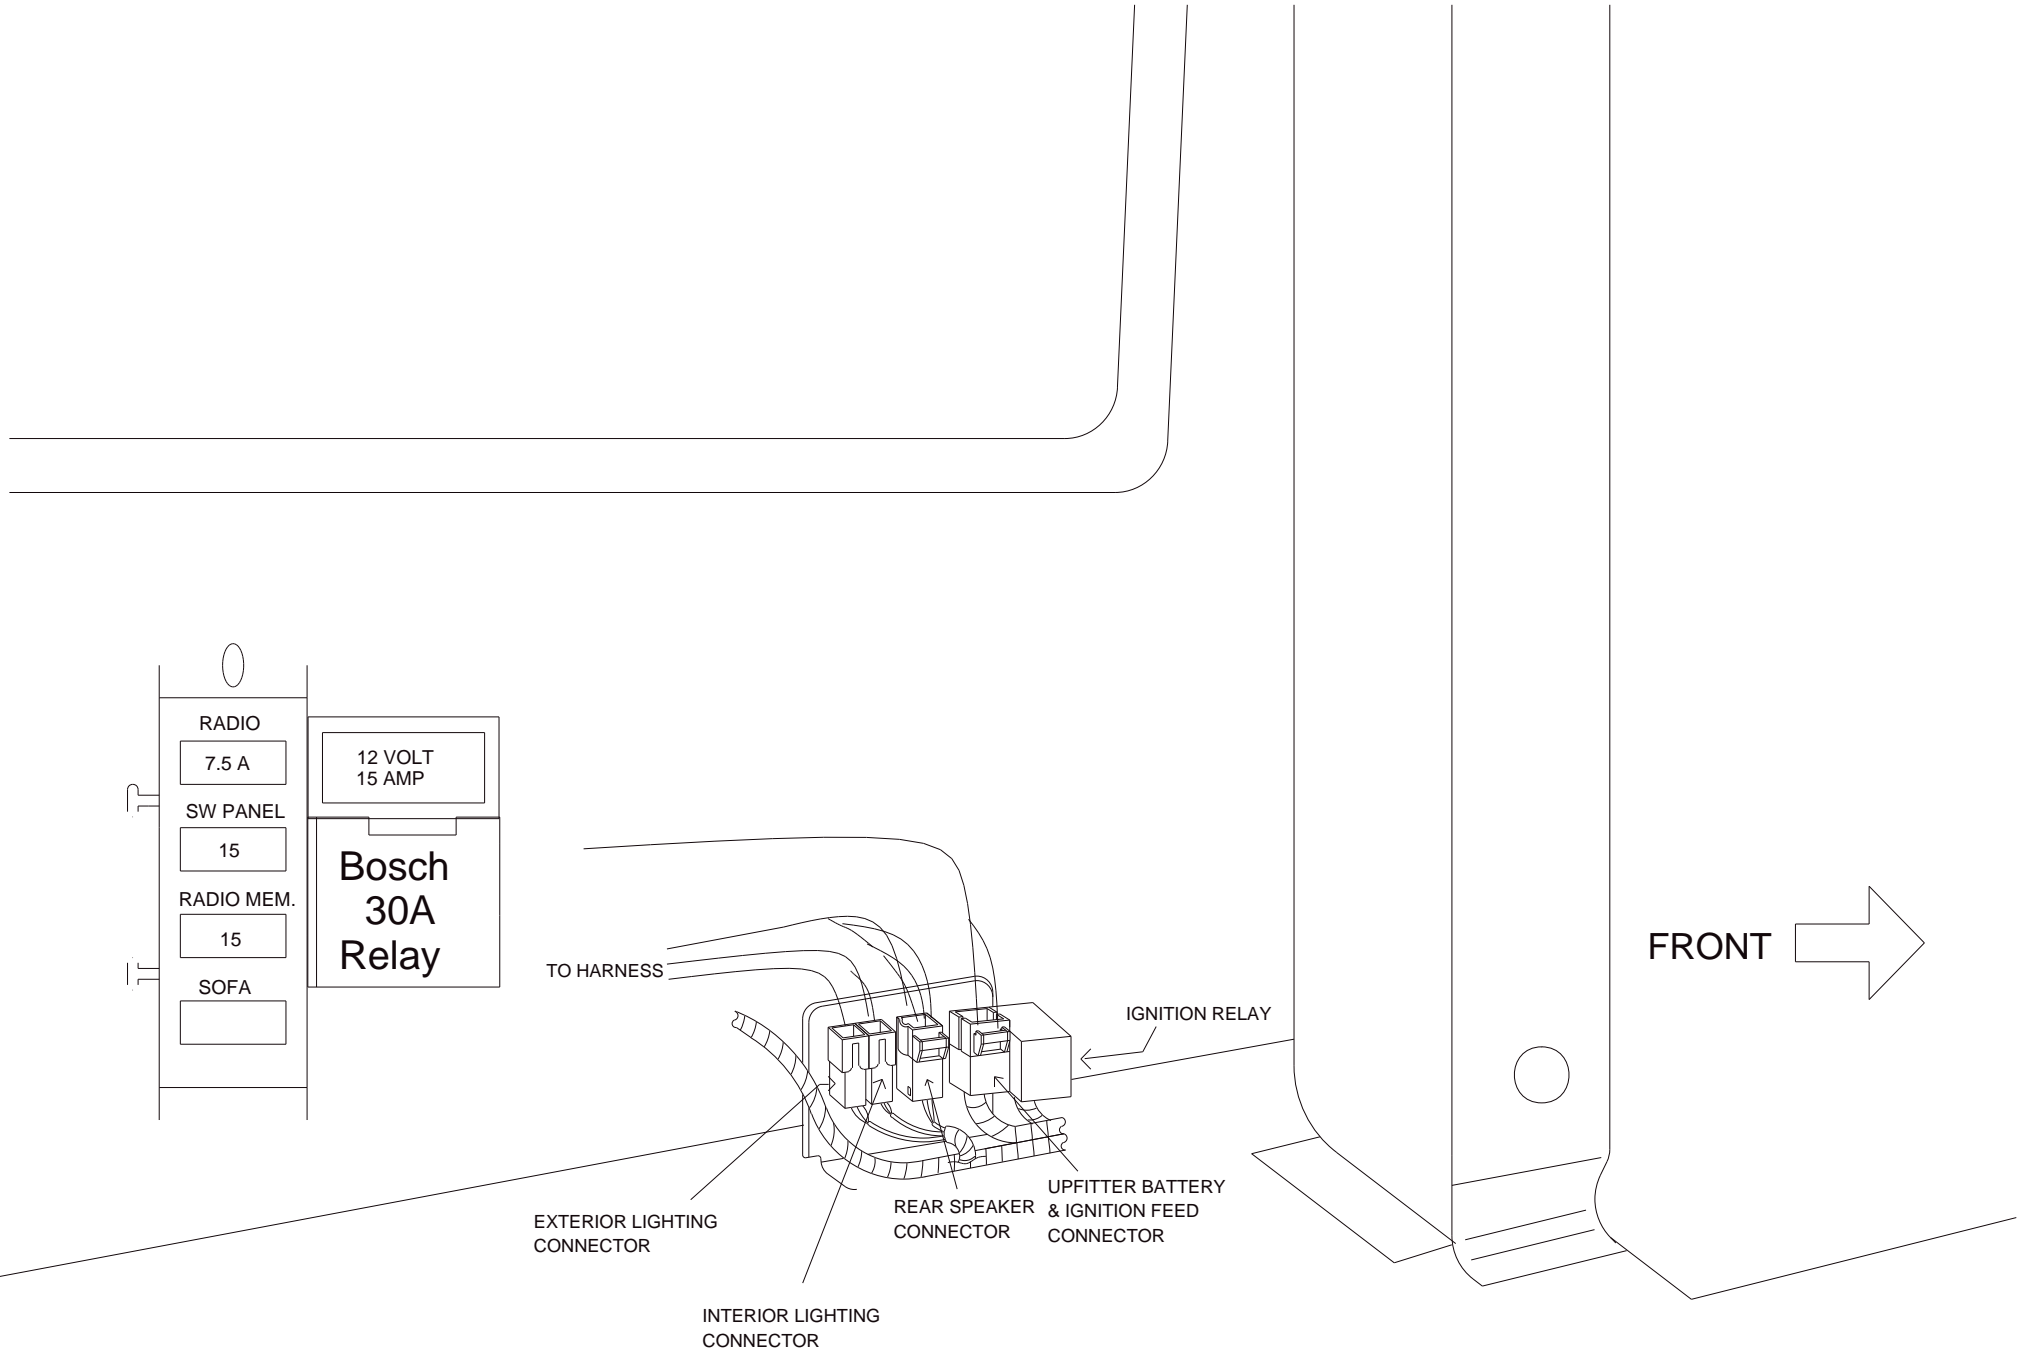 RADIO
7.5 A
SW PANEL
15
RADIO MEM.
15
SOFA
12 VOLT
15 AMP
Bosch
30A
Relay
TO HARNESS
FRONT
IGNITION RELAY
EXTERIOR LIGHTING
CONNECTOR
INTERIOR LIGHTING
CONNECTOR
REAR SPEAKER
CONNECTOR
UPFITTER BATTERY
& IGNITION FEED
CONNECTOR